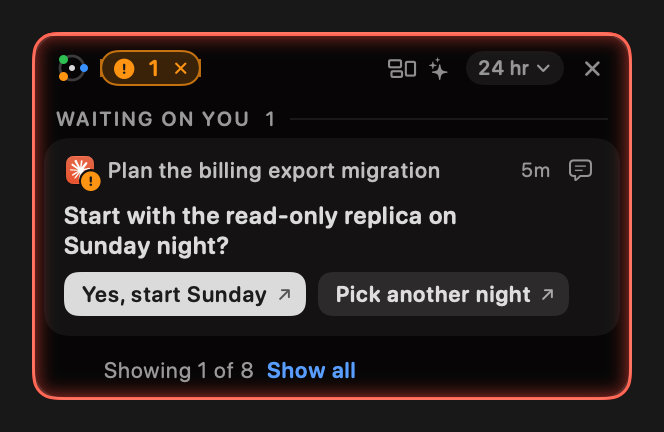 ! 1 ×
24 hr
WAITING ON YOU 1
Plan the billing export migration 5m
Start with the read-only replica on
Sunday night?
Yes, start Sunday ↗ Pick another night ↗
Showing 1 of 8 Show all